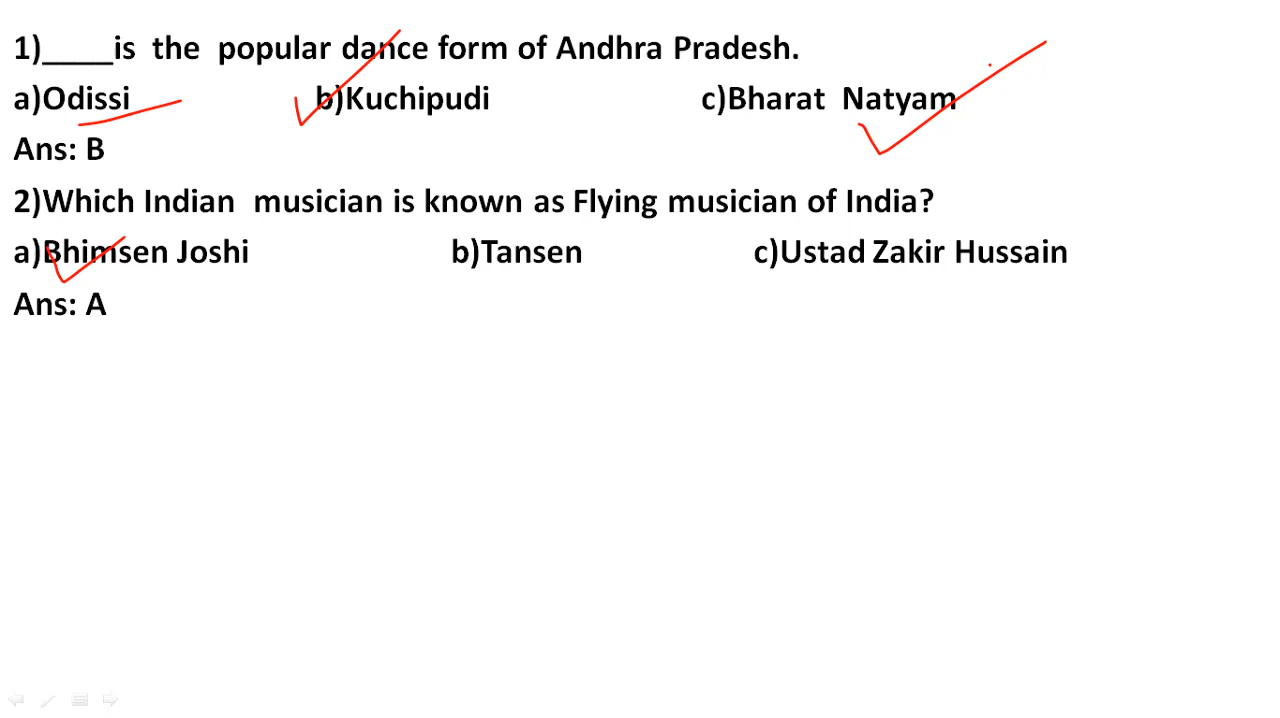 1)____is the popular dance form of Andhra Pradesh.
a)Odissi b)Kuchipudi c)Bharat Natyam
Ans: B
2)Which Indian musician is known as Flying musician of India?
a)Bhimsen Joshi b)Tansen c)Ustad Zakir Hussain
Ans: A